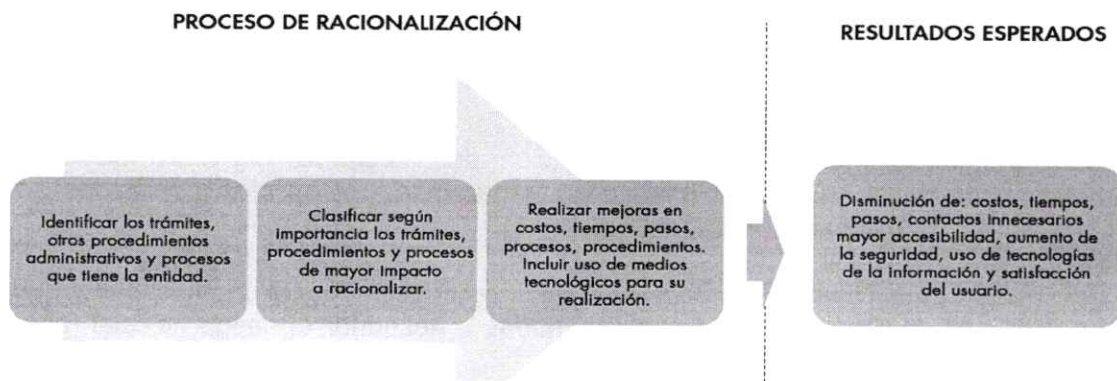 PROCESO DE RACIONALIZACIÓN
Identificar los trámites,
otros procedimientos
administrativos y procesos
que tiene la entidad.
Clasificar según
importancia los trámites,
procedimientos y procesos
de mayor impacto
a racionalizar.
Realizar mejoras en
costos, tiempos, pasos,
procesos, procedimientos.
Incluir uso de medios
tecnológicos para su
realización.
RESULTADOS ESPERADOS
Disminución de: costos, tiempos,
pasos, contactos innecesarios
mayor accesibilidad, aumento de
la seguridad, uso de tecnologías
de la información y satisfacción
del usuario.